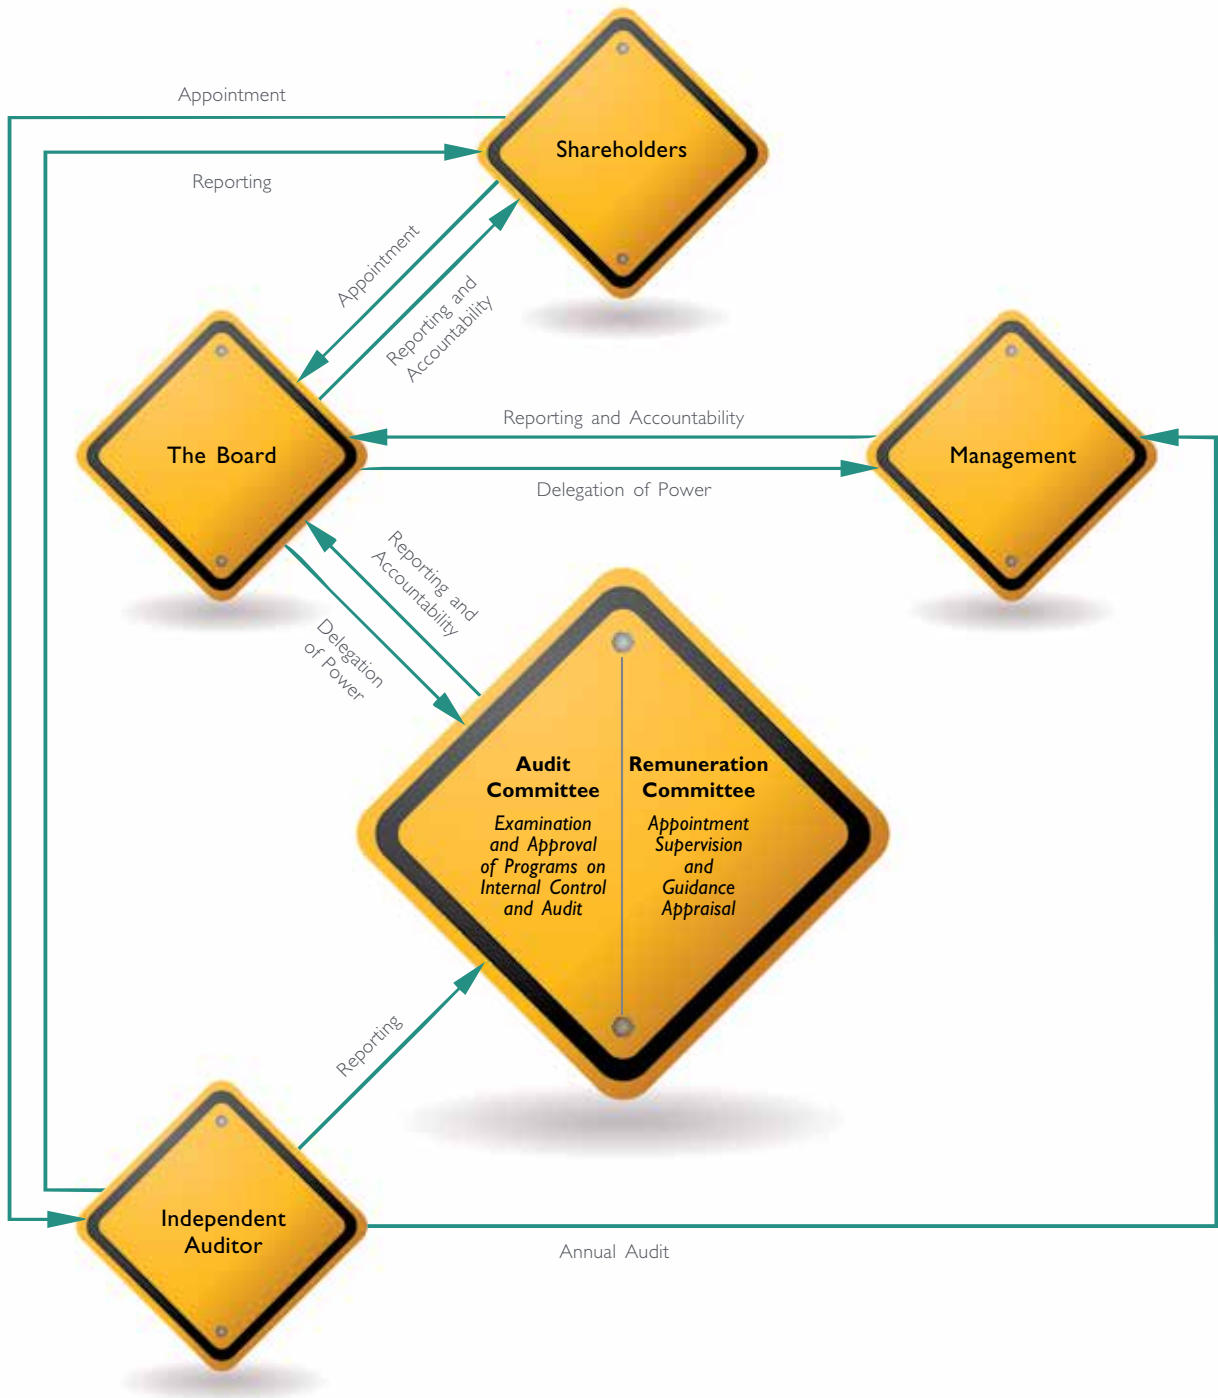 Appointment
Shareholders
Reporting
Appointment
Reporting and
Accountability
Reporting and Accountability
The Board
Management
Delegation of Power
Reporting and
Accountability
Delegation
of Power
Audit
Committee
Examination
and Approval
of Programs on
Internal Control
and Audit
Remuneration
Committee
Appointment
Supervision
and
Guidance
Appraisal
Reporting
Independent
Auditor
Annual Audit